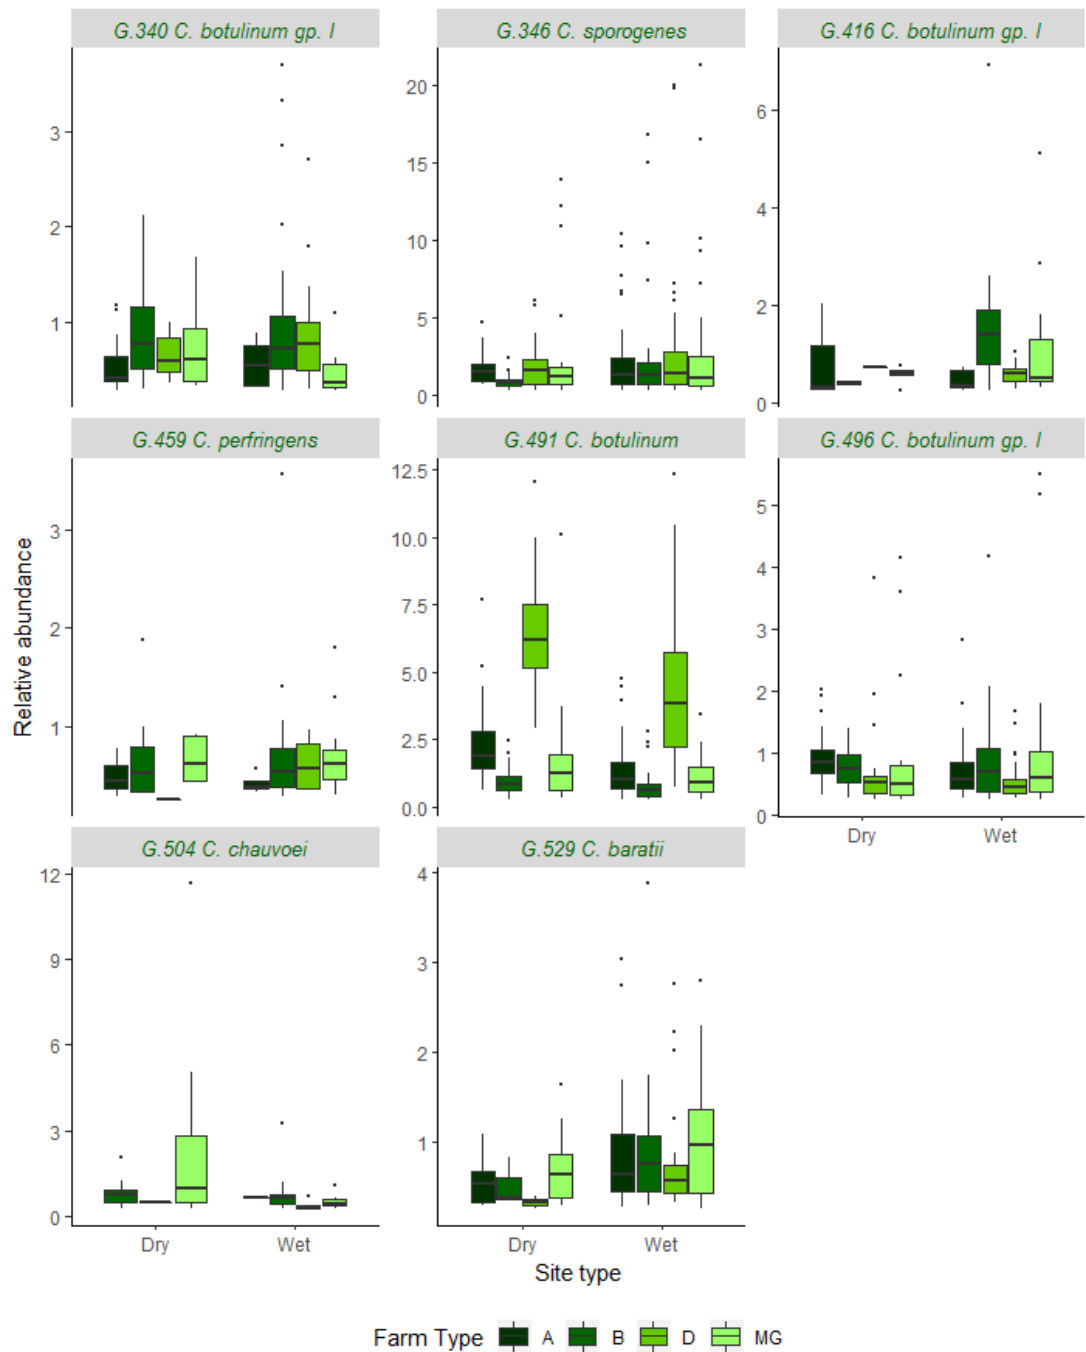 G.340 C. botulinum gp. I
G.346 C. sporogenes
G.416 C. botulinum gp. I
3
2
1
20
15
10
5
0
6
4
2
0
G.459 C. perfringens
G.491 C. botulinum
G.496 C. botulinum gp. I
3
2
1
12.5
10.0
7.5
5.0
2.5
0.0
5
4
3
2
1
0
Dry Wet
Relative abundance
G.504 C. chauvoei
G.529 C. baratii
12
9
6
3
0
4
3
2
1
Dry Wet
Dry Wet
Site type
Farm Type A B D MG